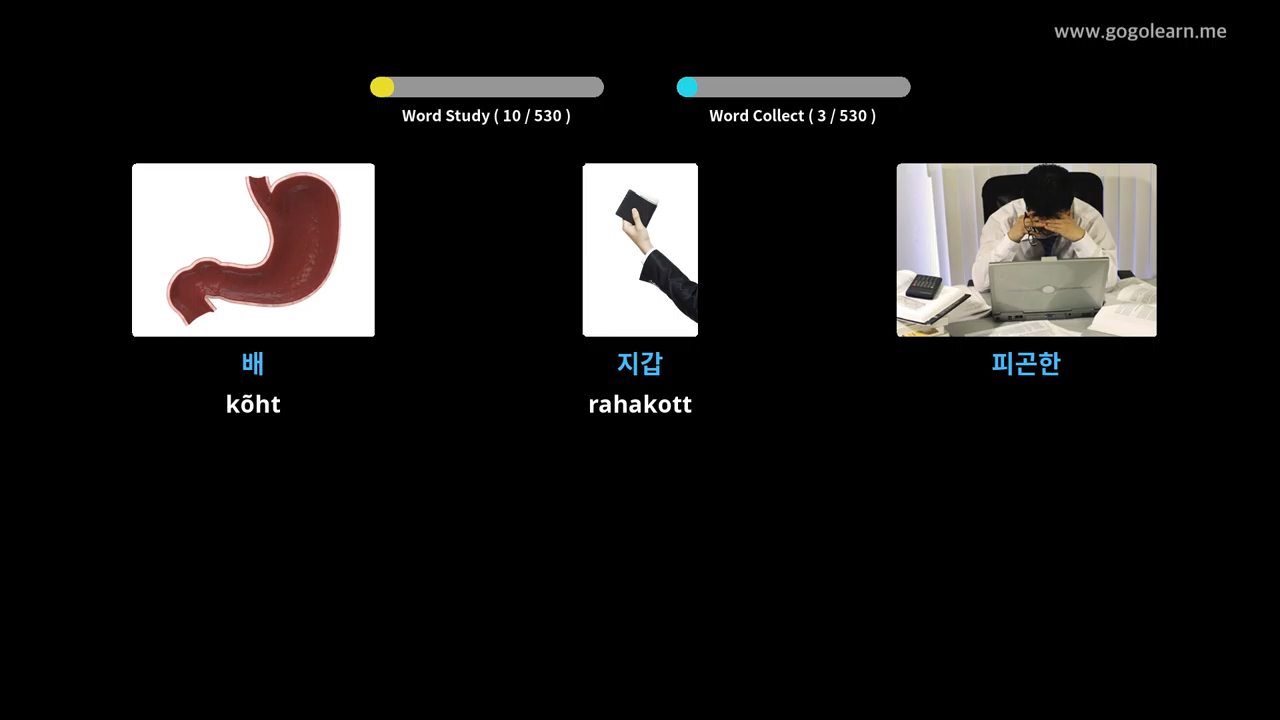 www.gogolearn.me
Word Study ( 10 / 530 )
Word Collect ( 3 / 530 )
배
지갑
피곤한
kõht
rahakott